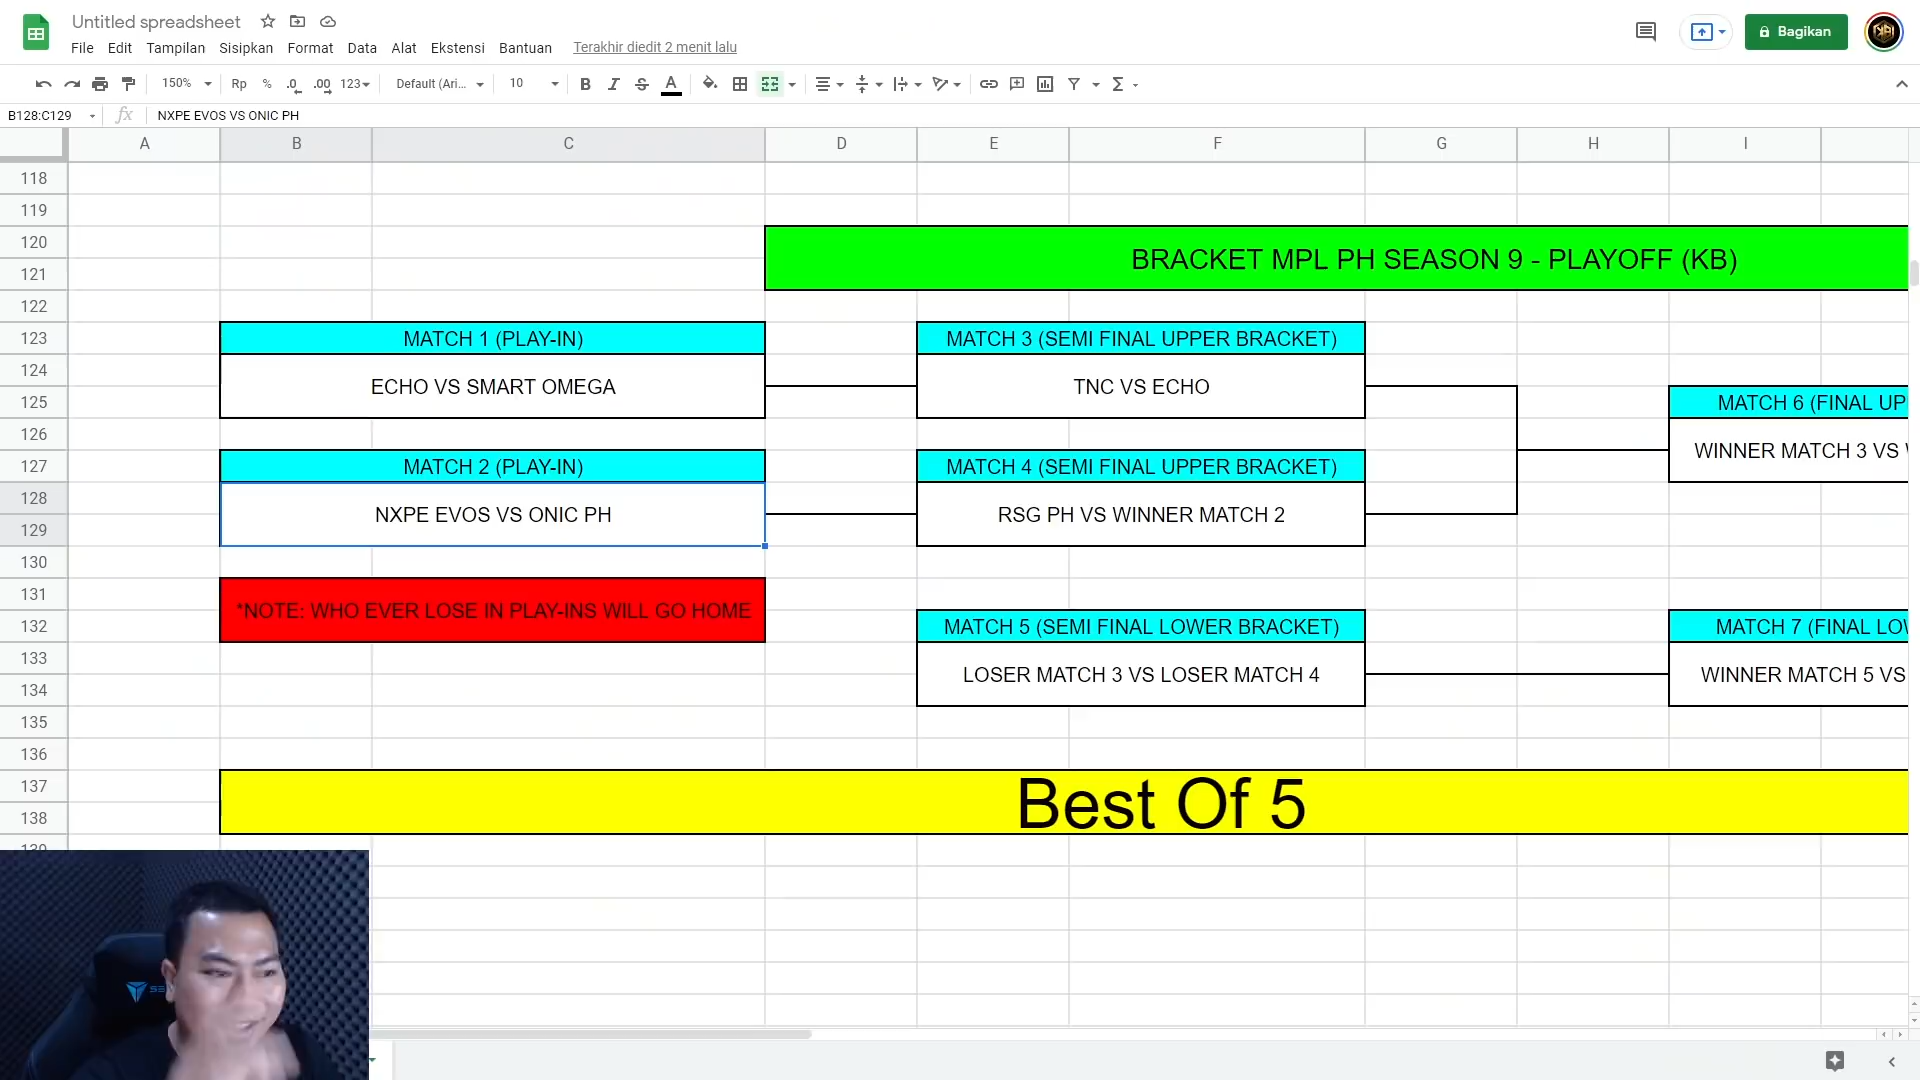 Untitled spreadsheet
File Edit Tampilan Sisipkan Format Data Alat Ekstensi Bantuan Terakhir diedit 2 menit lalu
Bagikan
150% Rp % .0 .00 123 Default (Ari... 10 B I S A
B128:C129 fx NXPE EVOS VS ONIC PH
A B C D E F G H I
118
119
120
121
BRACKET MPL PH SEASON 9 - PLAYOFF (KB)
122
123 MATCH 1 (PLAY-IN) MATCH 3 (SEMI FINAL UPPER BRACKET)
124
ECHO VS SMART OMEGA TNC VS ECHO
125 MATCH 6 (FINAL UP
126
WINNER MATCH 3 VS
127 MATCH 2 (PLAY-IN) MATCH 4 (SEMI FINAL UPPER BRACKET)
128
NXPE EVOS VS ONIC PH RSG PH VS WINNER MATCH 2
129
130
131
*NOTE: WHO EVER LOSE IN PLAY-INS WILL GO HOME
132 MATCH 5 (SEMI FINAL LOWER BRACKET) MATCH 7 (FINAL LO
133
LOSER MATCH 3 VS LOSER MATCH 4 WINNER MATCH 5 VS
134
135
136
137
Best Of 5
138
139